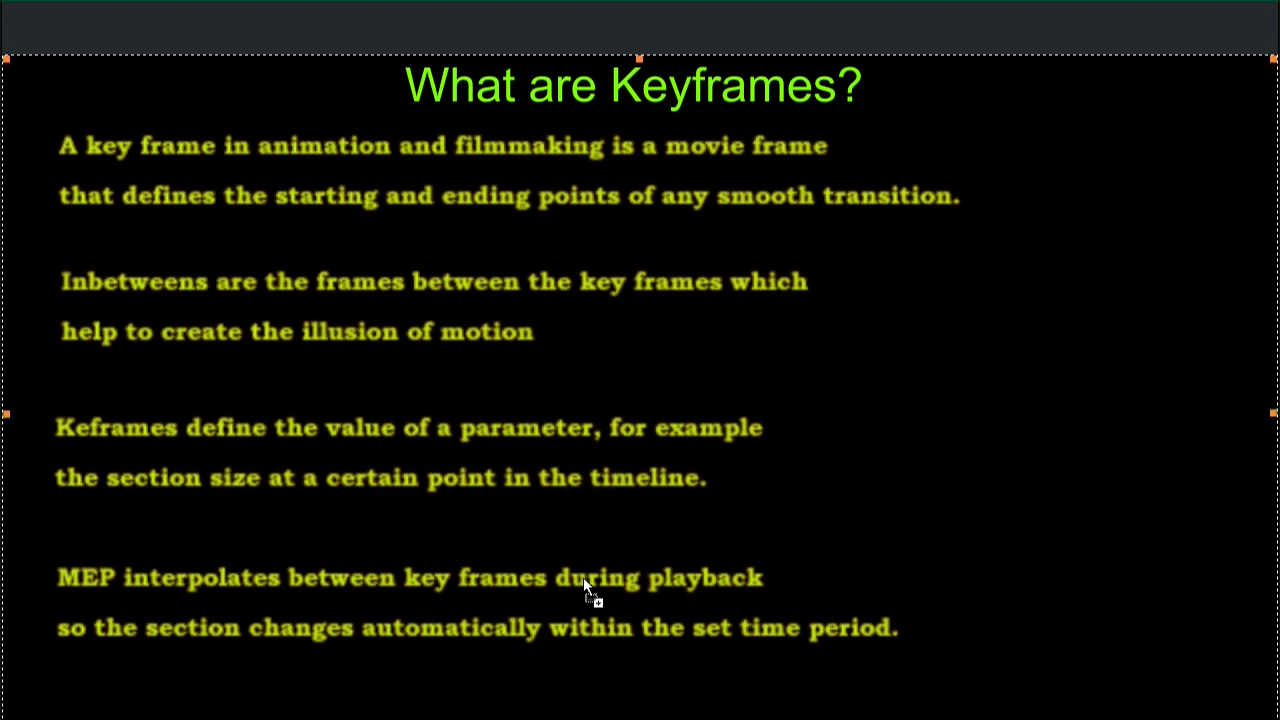 What are Keyframes?
A key frame in animation and filmmaking is a movie frame
that defines the starting and ending points of any smooth transition.
Inbetweens are the frames between the key frames which
help to create the illusion of motion
Keframes define the value of a parameter, for example
the section size at a certain point in the timeline.
MEP interpolates between key frames during playback
so the section changes automatically within the set time period.